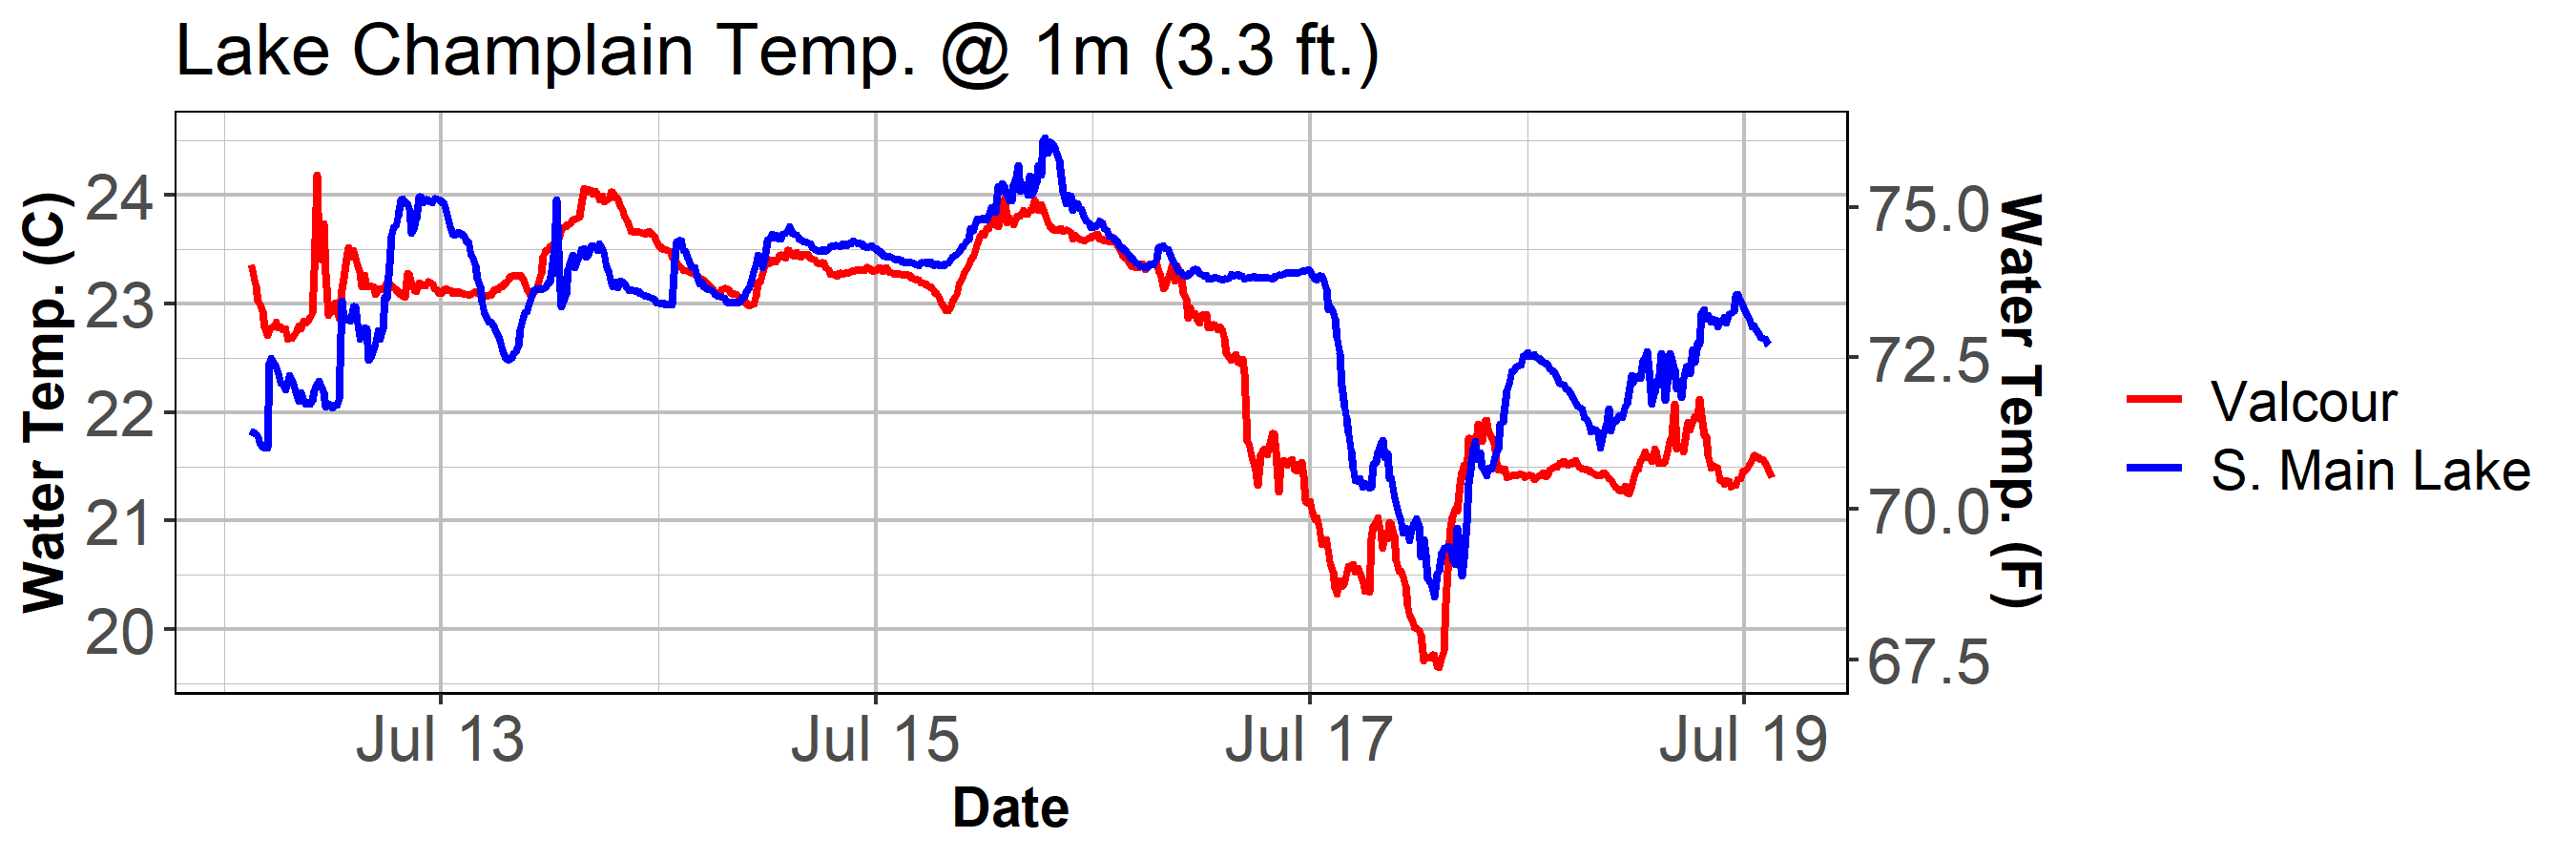 Lake Champlain Temp. @ 1m (3.3 ft.)
Water Temp. (C)
24
23
22
21
20
75.0
72.5
70.0
67.5
Water Temp. (F)
Jul 13
Jul 15
Jul 17
Jul 19
Date
Valcour
S. Main Lake